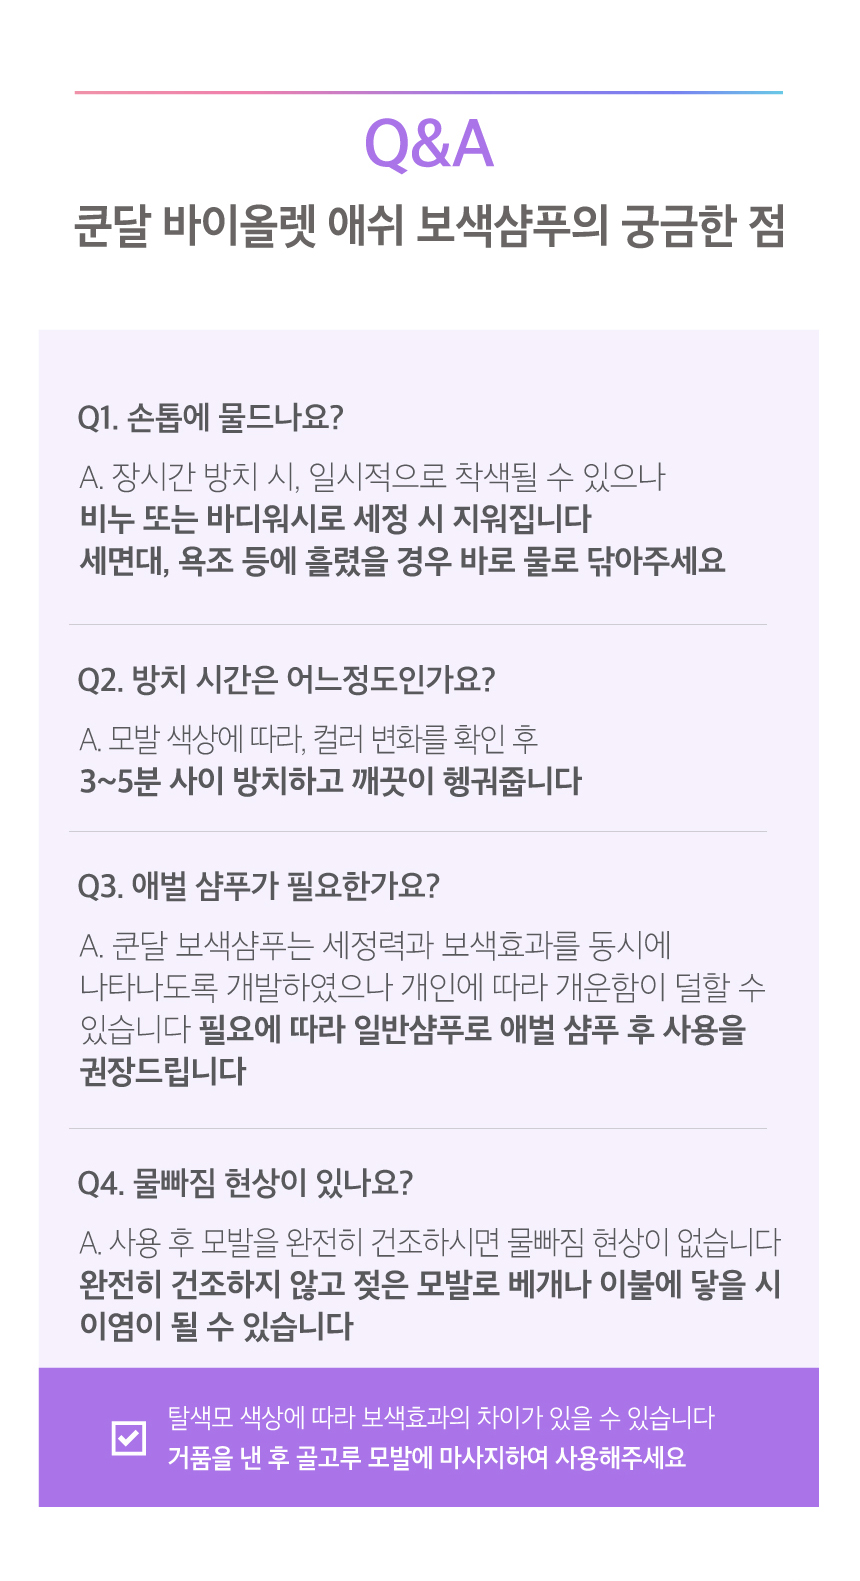 Q&A
쿤달 바이올렛 애쉬 보색샴푸의 궁금한 점
Q1. 손톱에 물드나요?
A. 장시간 방치 시, 일시적으로 착색될 수 있으나
비누 또는 바디워시로 세정 시 지워집니다
세면대, 욕조 등에 흘렸을 경우 바로 물로 닦아주세요
Q2. 방치 시간은 어느정도인가요?
A. 모발 색상에 따라, 컬러 변화를 확인 후
3~5분 사이 방치하고 깨끗이 헹궈줍니다
Q3. 애벌 샴푸가 필요한가요?
A. 쿤달 보색샴푸는 세정력과 보색효과를 동시에
나타나도록 개발하였으나 개인에 따라 개운함이 덜할 수
있습니다 필요에 따라 일반샴푸로 애벌 샴푸 후 사용을
권장드립니다
Q4. 물빠짐 현상이 있나요?
A. 사용 후 모발을 완전히 건조하시면 물빠짐 현상이 없습니다
완전히 건조하지 않고 젖은 모발로 베개나 이불에 닿을 시
이염이 될 수 있습니다
탈색모 색상에 따라 보색효과의 차이가 있을 수 있습니다
거품을 낸 후 골고루 모발에 마사지하여 사용해주세요